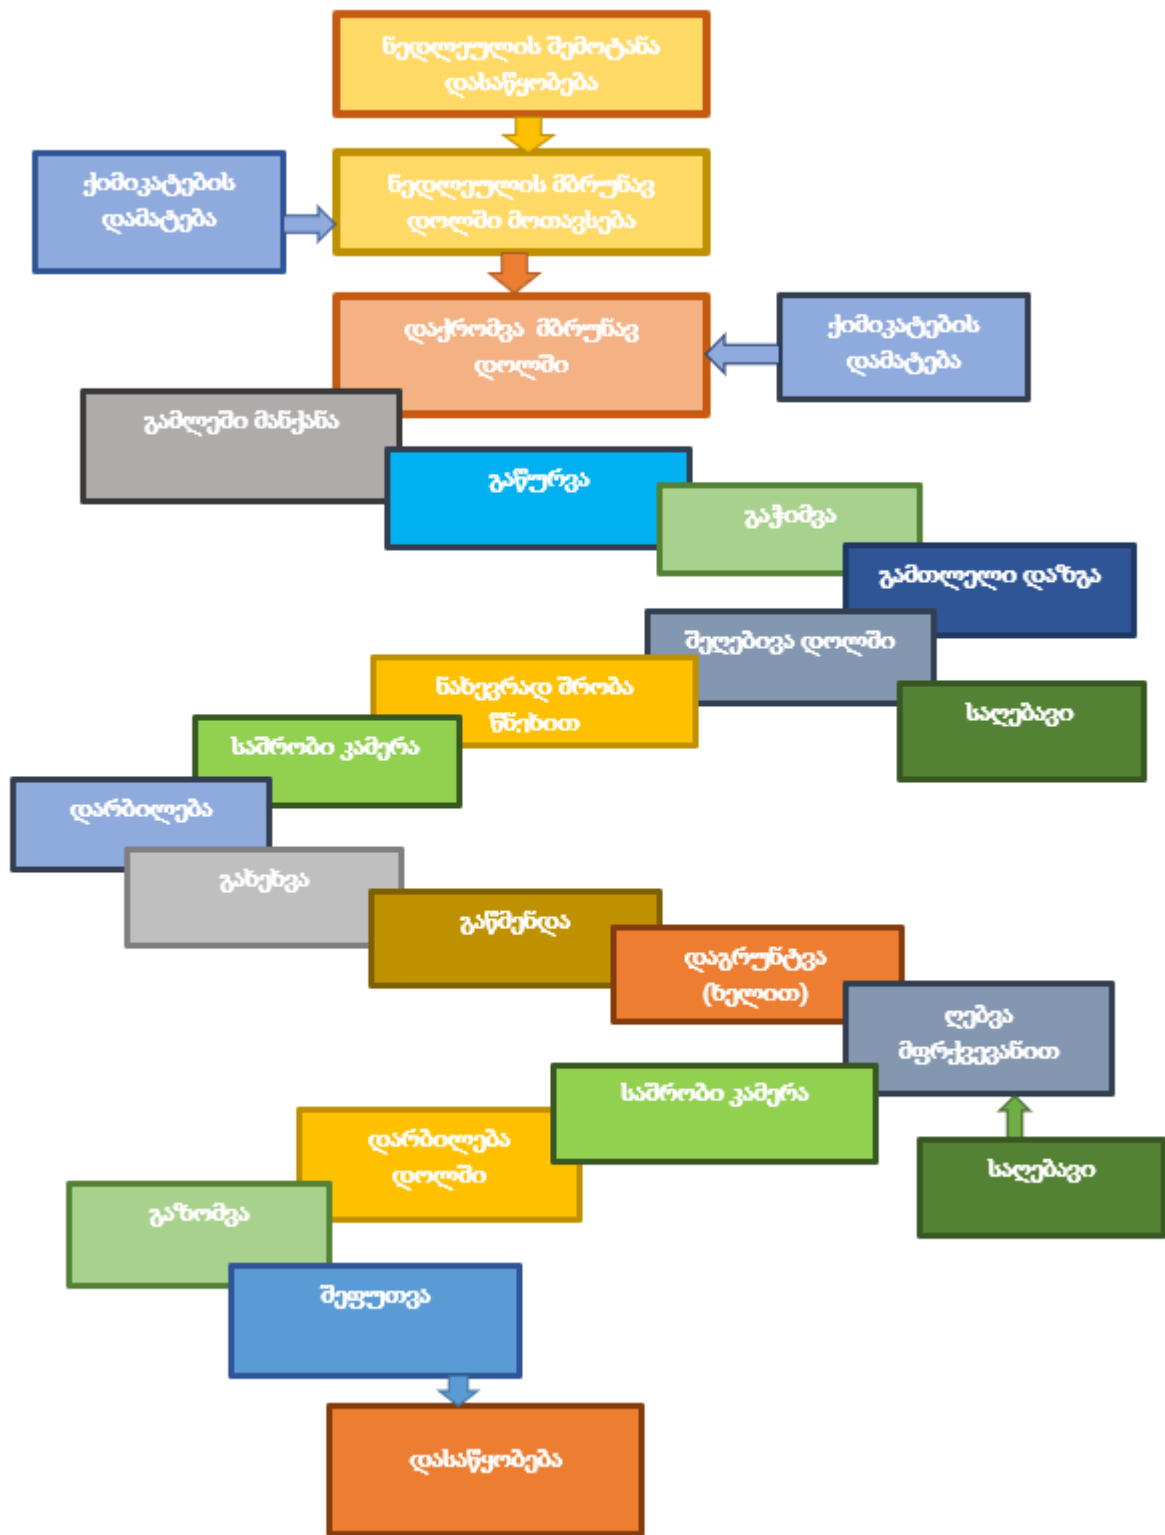 ნედლეულის შემოტანა
დასაწყობება
ქიმიკატების
დამატება
ნედლეულის მბრუნავ
დოლში მოთავსება
დაქრომვა მბრუნავ
დოლში
ქიმიკატების
დამატება
გამლეში მანქანა
გაწურვა
გაჭიმვა
გამთლელი დაზგა
შეღებივა დოლში
საღებავი
ნახევრად შრობა
წნეხით
საშრობი კამერა
დარბილება
გახეხვა
გაწმენდა
დაგრუნტვა
(ხელით)
ღებვა
მფრქვევანით
საღებავი
საშრობი კამერა
დარბილება
დოლში
გაზომვა
შეფუთვა
დასაწყობება